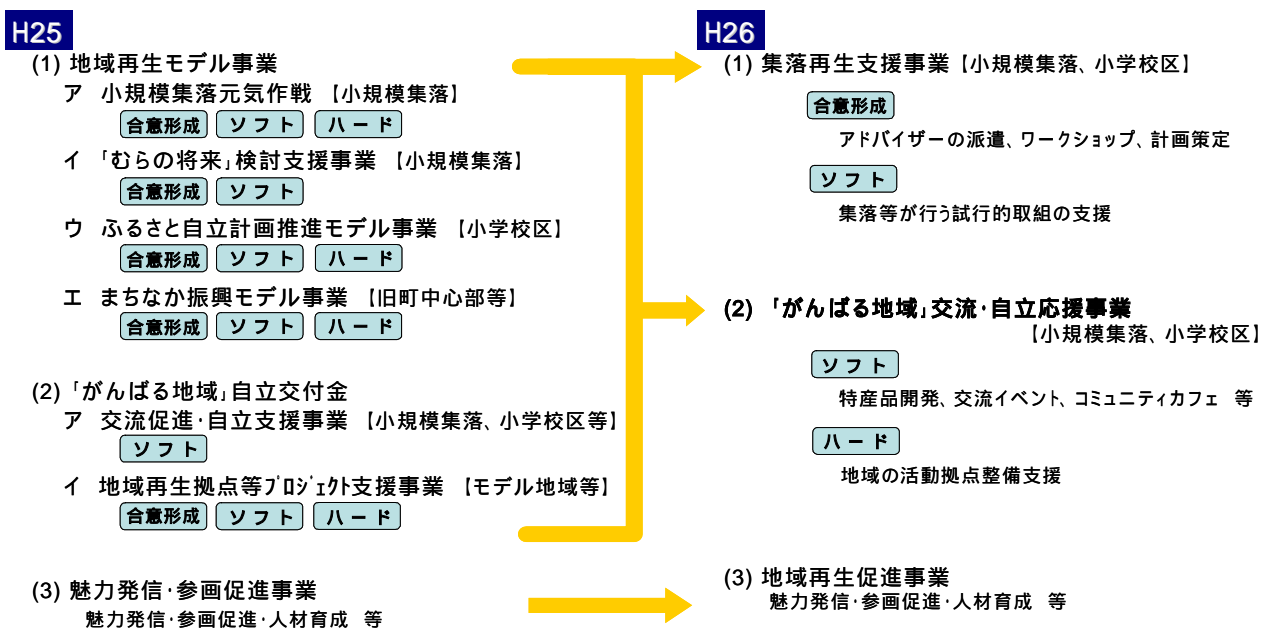 H25
(1) 地域再生モデル事業
ア 小規模集落元気作戦 【小規模集落】
合意形成 ソフト ハード
イ 「むらの将来」検討支援事業 【小規模集落】
合意形成 ソフト
ウ ふるさと自立計画推進モデル事業 【小学校区】
合意形成 ソフト ハード
エ まちなか振興モデル事業 【旧町中心部等】
合意形成 ソフト ハード
(2)「がんばる地域」自立交付金
ア 交流促進・自立支援事業 【小規模集落、小学校区等】
ソフト
イ 地域再生拠点等プロジェクト支援事業 【モデル地域等】
合意形成 ソフト ハード
(3) 魅力発信・参画促進事業
魅力発信・参画促進・人材育成 等
H26
(1) 集落再生支援事業【小規模集落、小学校区】
合意形成
アドバイザーの派遣、ワークショップ、計画策定
ソフト
集落等が行う試行的取組の支援
(2) 「がんばる地域」交流・自立応援事業
【小規模集落、小学校区】
ソフト
特産品開発、交流イベント、コミュニティカフェ 等
ハード
地域の活動拠点整備支援
(3) 地域再生促進事業
魅力発信・参画促進・人材育成 等